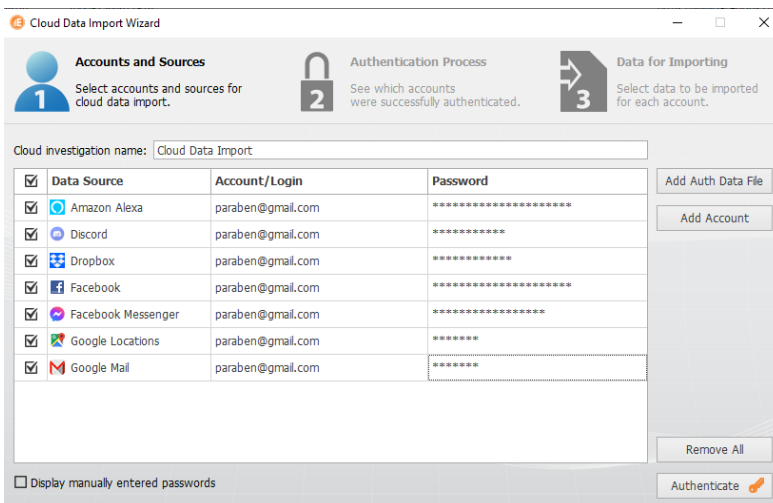 Cloud Data Import Wizard
Accounts and Sources
Select accounts and sources for
cloud data import.
1
Authentication Process
See which accounts
were successfully authenticated.
2
Data for Importing
Select data to be imported
for each account.
3
Cloud investigation name: Cloud Data Import
Data Source Account/Login Password
Amazon Alexa paraben@gmail.com *********************
Discord paraben@gmail.com ***********
Dropbox paraben@gmail.com ************
Facebook paraben@gmail.com *********************
Facebook Messenger paraben@gmail.com *****************
Google Locations paraben@gmail.com *******
Google Mail paraben@gmail.com *******
Add Auth Data File
Add Account
Remove All
Display manually entered passwords
Authenticate